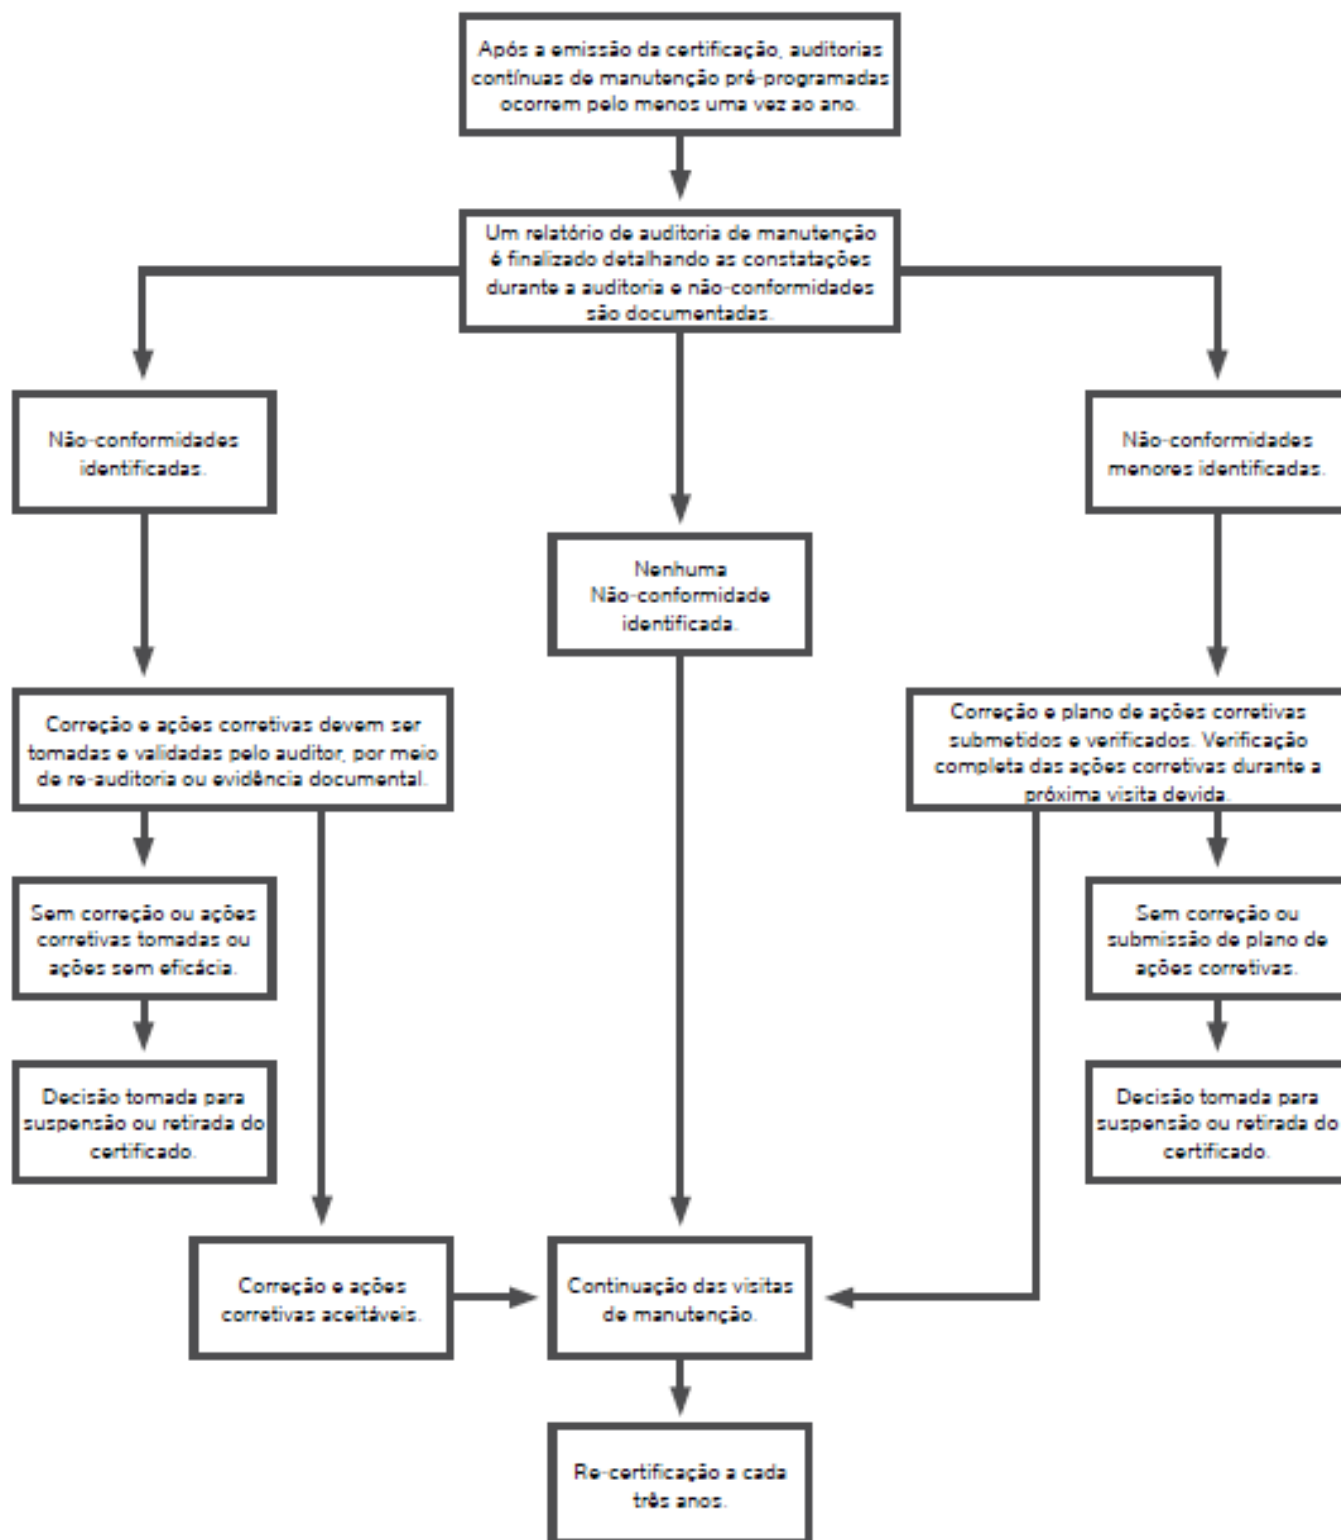 Após a emissão da certificação, auditorias
contínuas de manutenção pré-programadas
ocorrem pelo menos uma vez ao ano.
Um relatório de auditoria de manutenção
é finalizado detalhando as constatações
durante a auditoria e não-conformidades
são documentadas.
Não-conformidades
identificadas.
Não-conformidades
menores identificadas.
Nenhuma
Não-conformidade
identificada.
Correção e ações corretivas devem ser
tomadas e validadas pelo auditor, por meio
de re-auditoria ou evidência documental.
Correção e plano de ações corretivas
submetidos e verificados. Verificação
completa das ações corretivas durante a
próxima visita devida.
Sem correção ou ações
corretivas tomadas ou
ações sem eficácia.
Sem correção ou
submissão de plano de
ações corretivas.
Decisão tomada para
suspensão ou retirada do
certificado.
Decisão tomada para
suspensão ou retirada do
certificado.
Correção e ações
corretivas aceitáveis.
Continuação das visitas
de manutenção.
Re-certificação a cada
três anos.